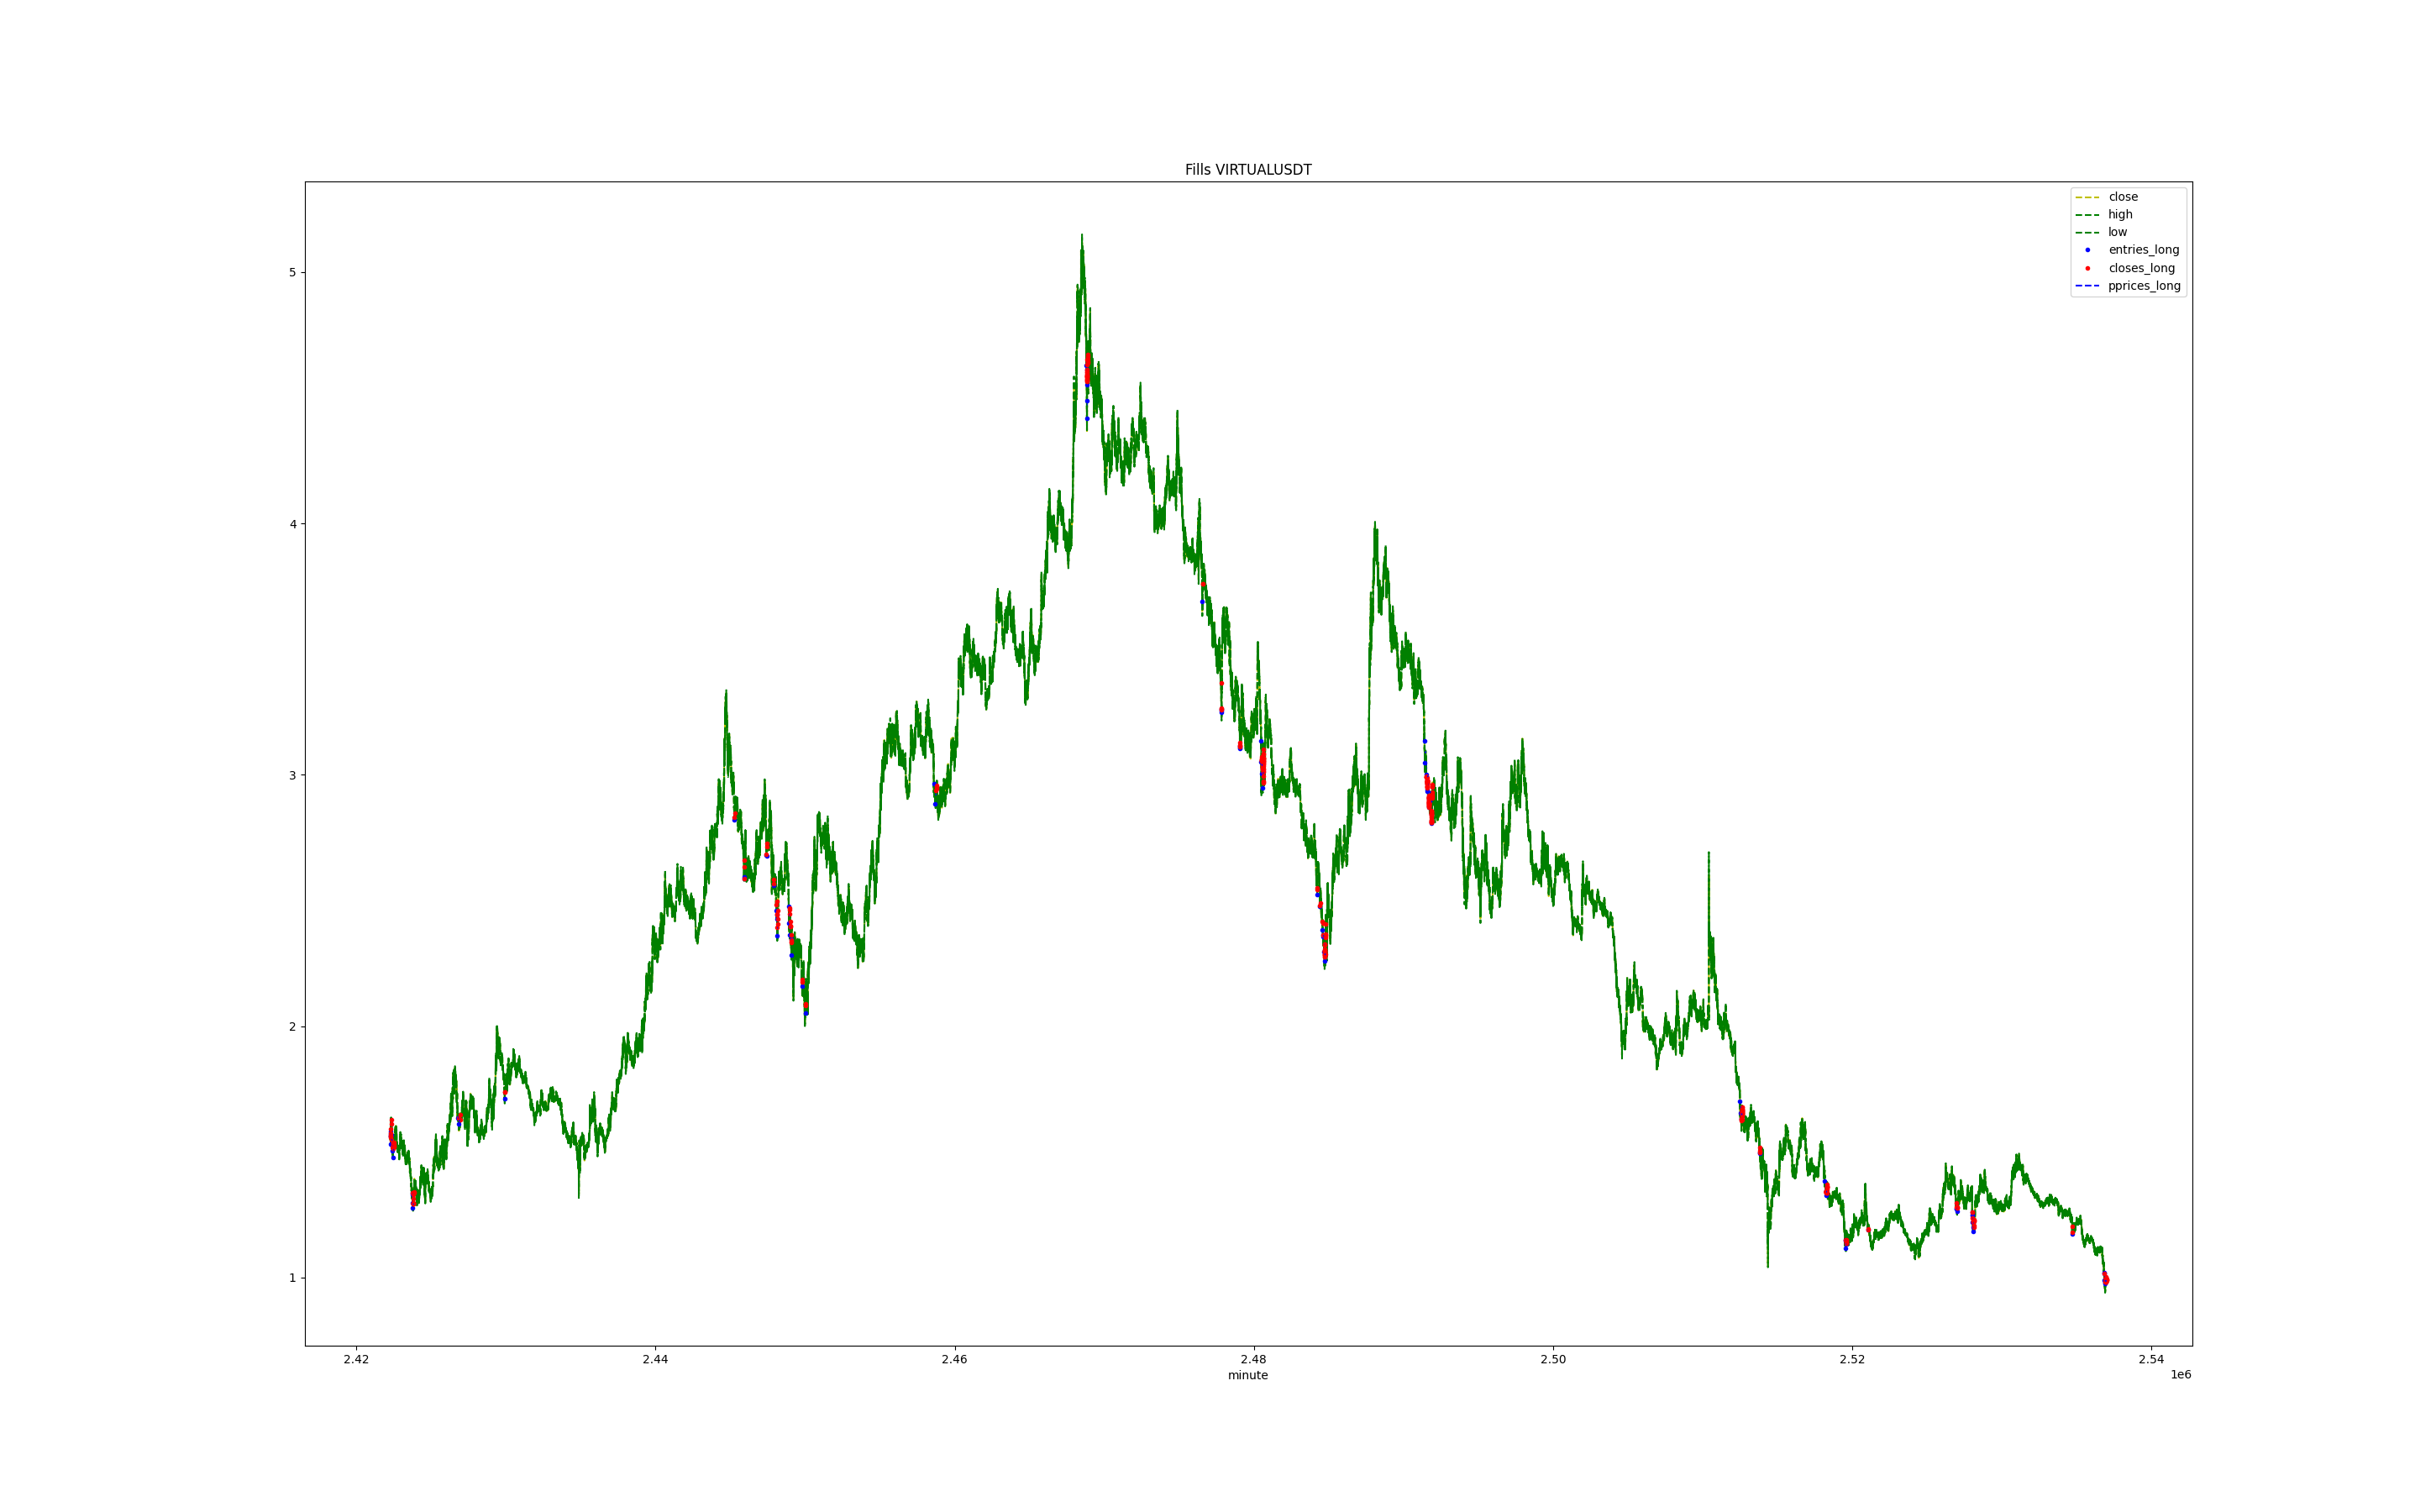 Fills VIRTUALUSDT
close
high
low
entries_long
closes_long
pprices_long
5
4
3
2
1
2.42 2.44 2.46 2.48 2.50 2.52 2.54
minute
1e6